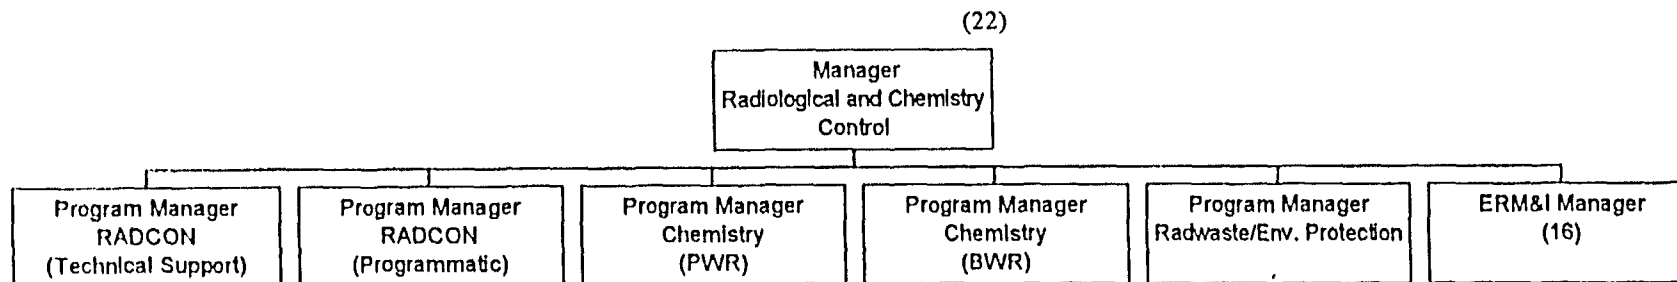 (22)
Manager
Radiological and Chemistry
Control
Program Manager
RADCON
(Technical Support)
Program Manager
RADCON
(Programmatic)
Program Manager
Chemistry
(PWR)
Program Manager
Chemistry
(BWR)
Program Manager
Radwaste/Env. Protection
ERM&I Manager
(16)